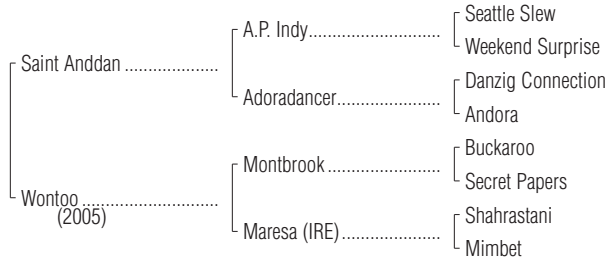 Seattle Slew
A.P. Indy
Weekend Surprise
Saint Anddan
Danzig Connection
Adoradancer
Andora
Buckaroo
Montbrook
Secret Papers
Wontoo
(2005)
Shahrastani
Maresa (IRE)
Mimbet